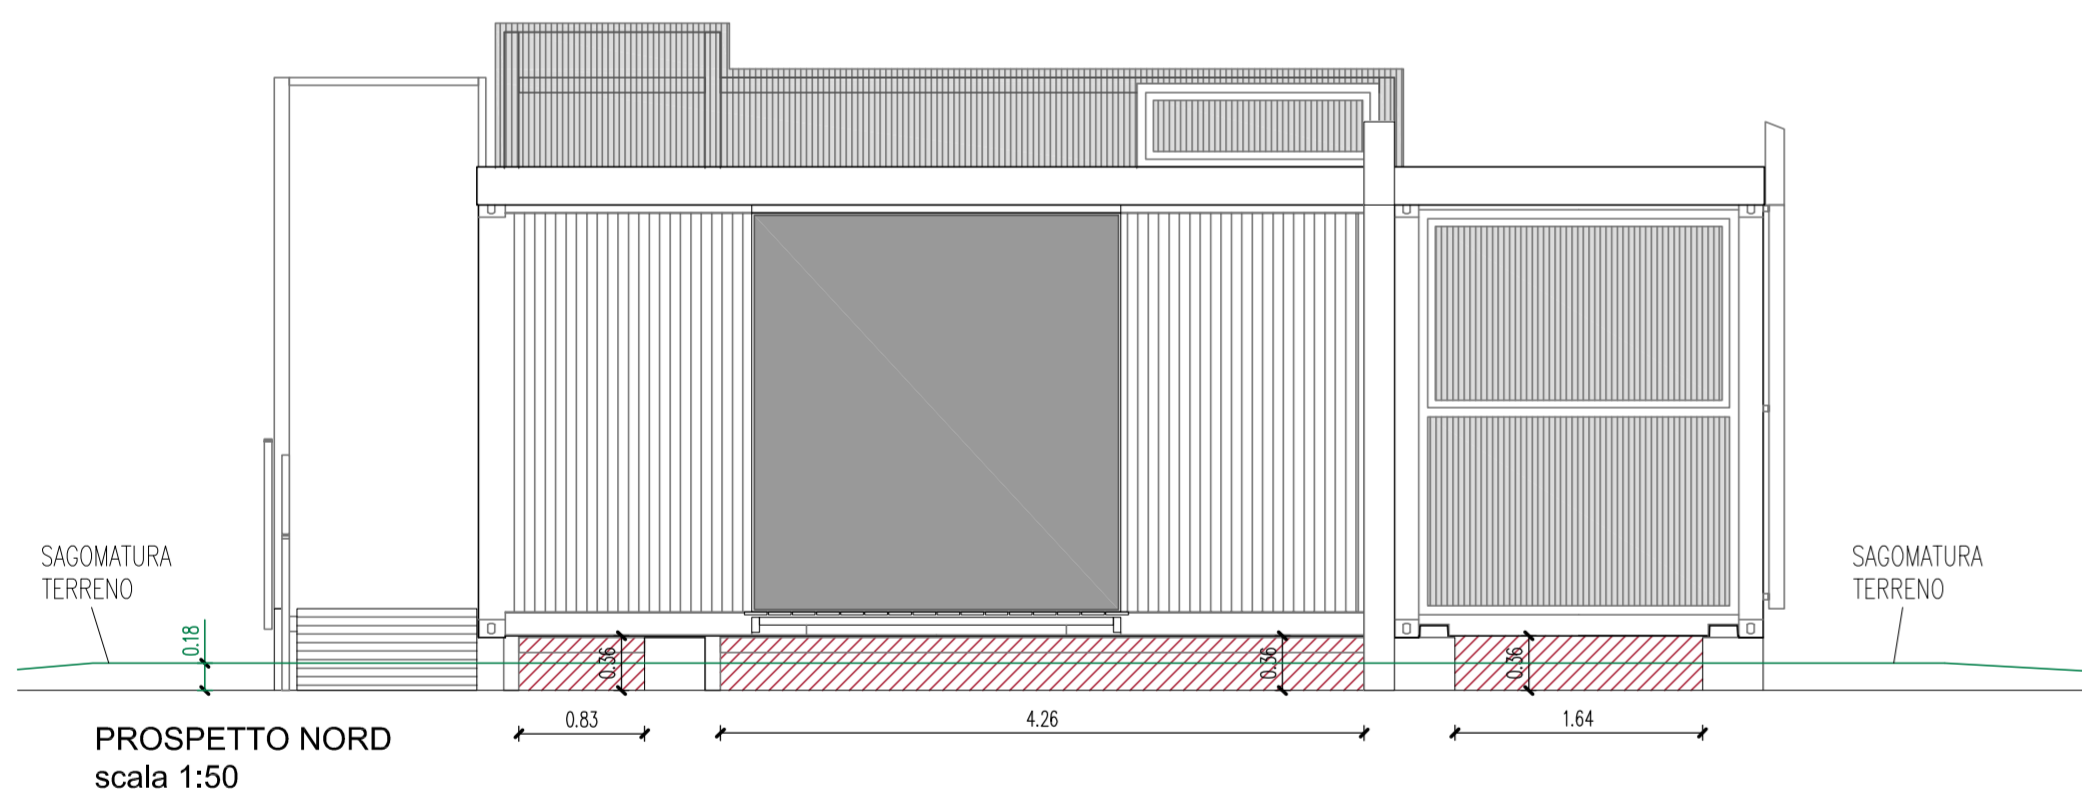 SAGOMATURA
TERRENO
0.18
0.36
0.36
0.36
SAGOMATURA
TERRENO
0.83
4.26
1.64
PROSPETTO NORD
scala 1:50